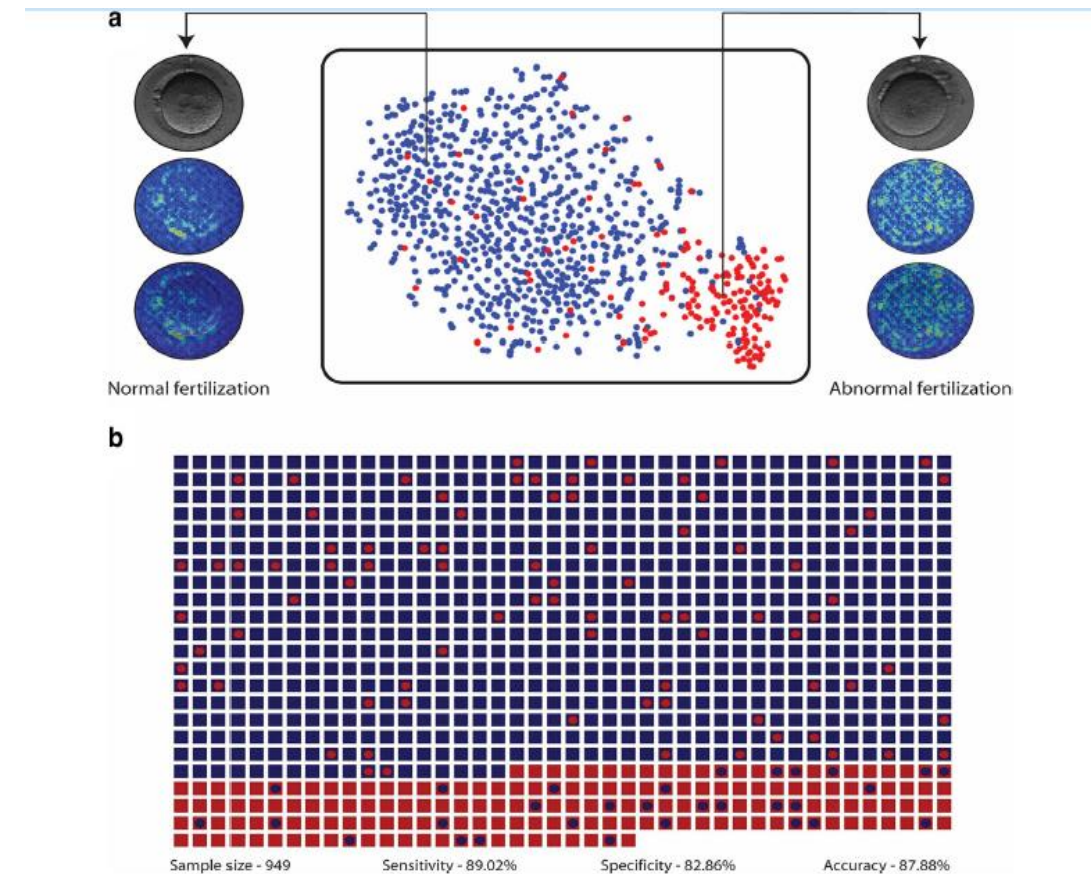 a
Normal fertilization
Abnormal fertilization
b
Sample size - 949
Sensitivity - 89.02%
Specificity - 82.86%
Accuracy - 87.88%